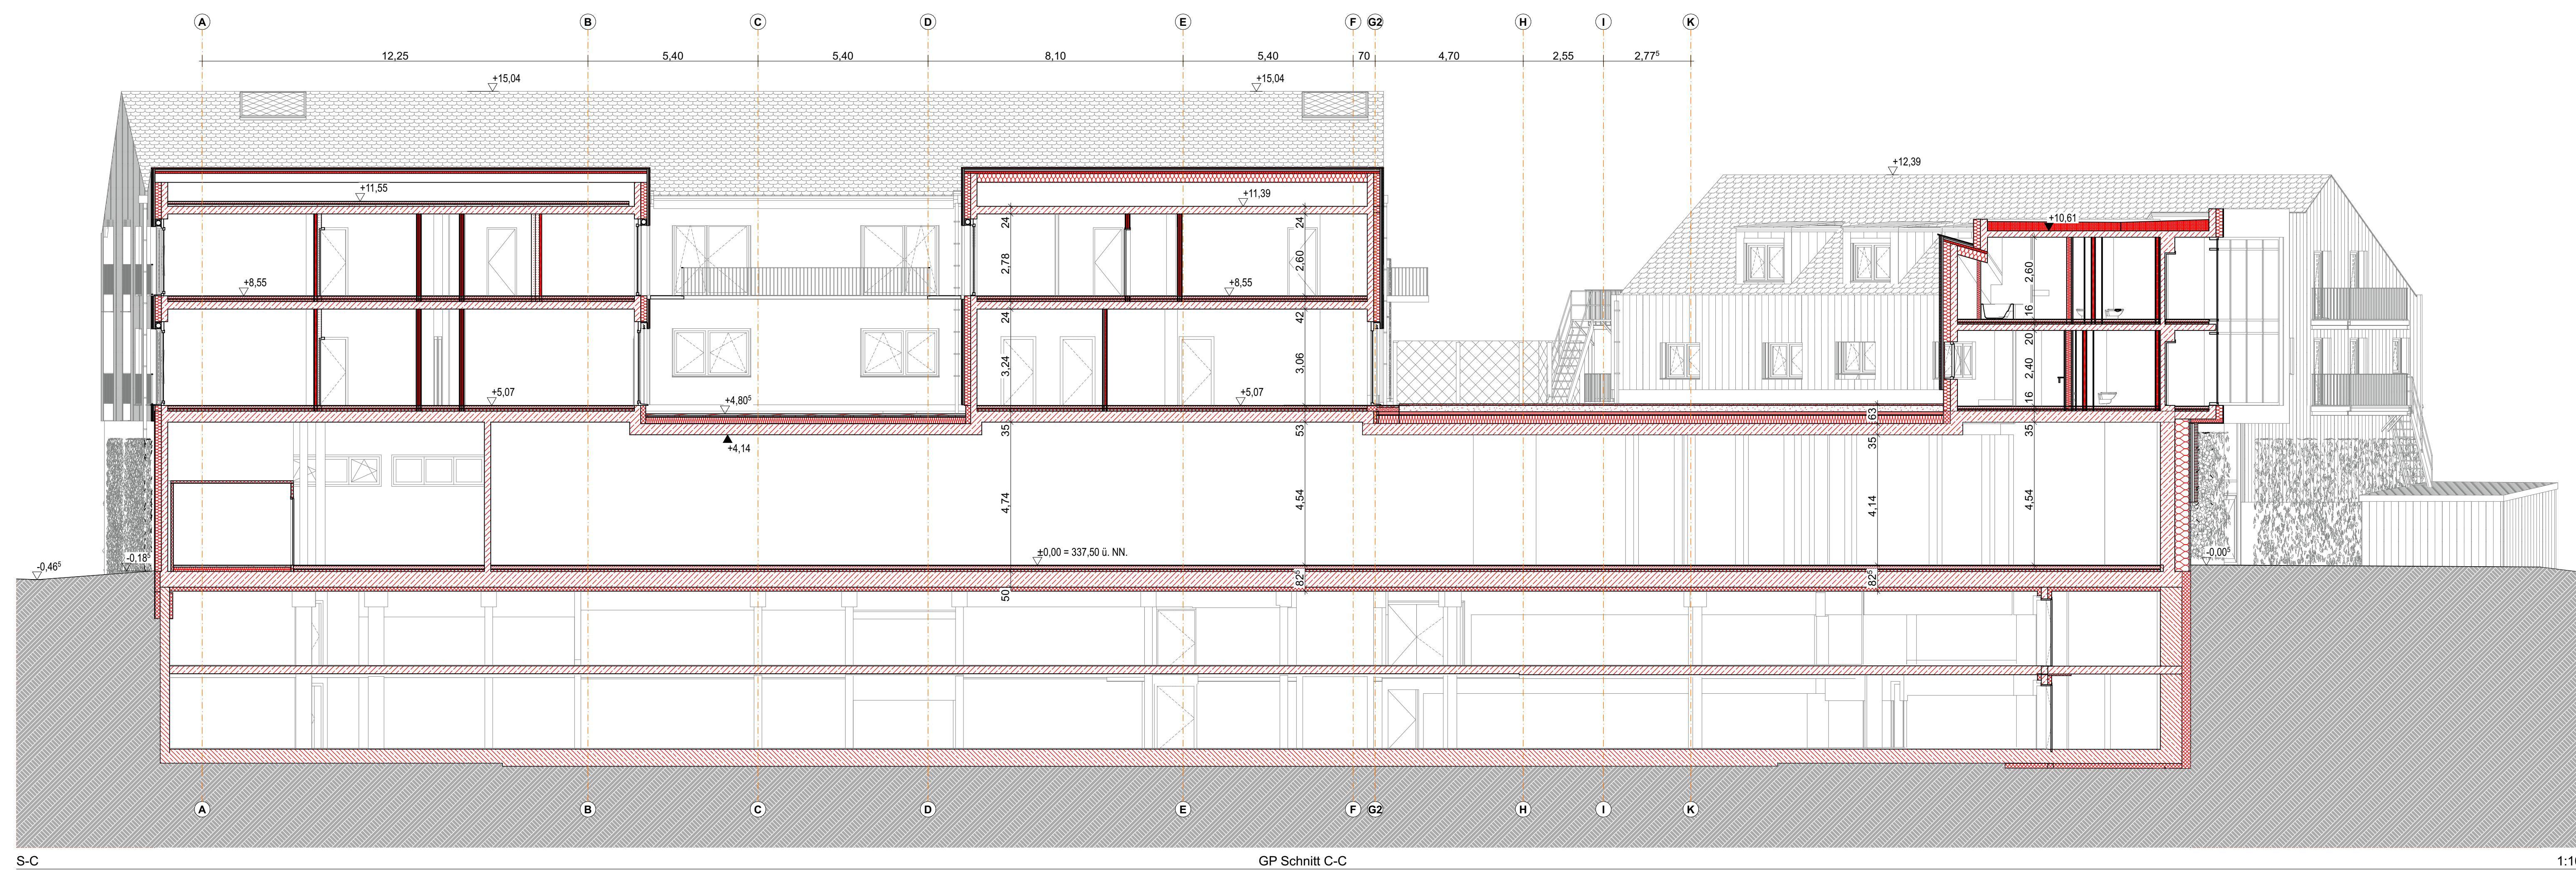 A B C D E F G2 H I K
12,25 5,40 5,40 8,10 5,40 70 4,70 2,55 2,77⁵
+15,04 +15,04
+12,39
+11,55 +11,39
+10,61
24 24
2,78 2,60 2,60
+8,55 +8,55
24 42 16
20
3,24 3,06 2,40
+5,07 +4,80⁵ +5,07
16
63
35 53 35 35
+4,14
4,74 4,54 4,14 4,54
±0,00 = 337,50 ü. NN.
-0,46⁵ -0,18⁵ -0,00⁵
50 82⁵ 82⁵
A B C D E F G2 H I K
S-C GP Schnitt C-C